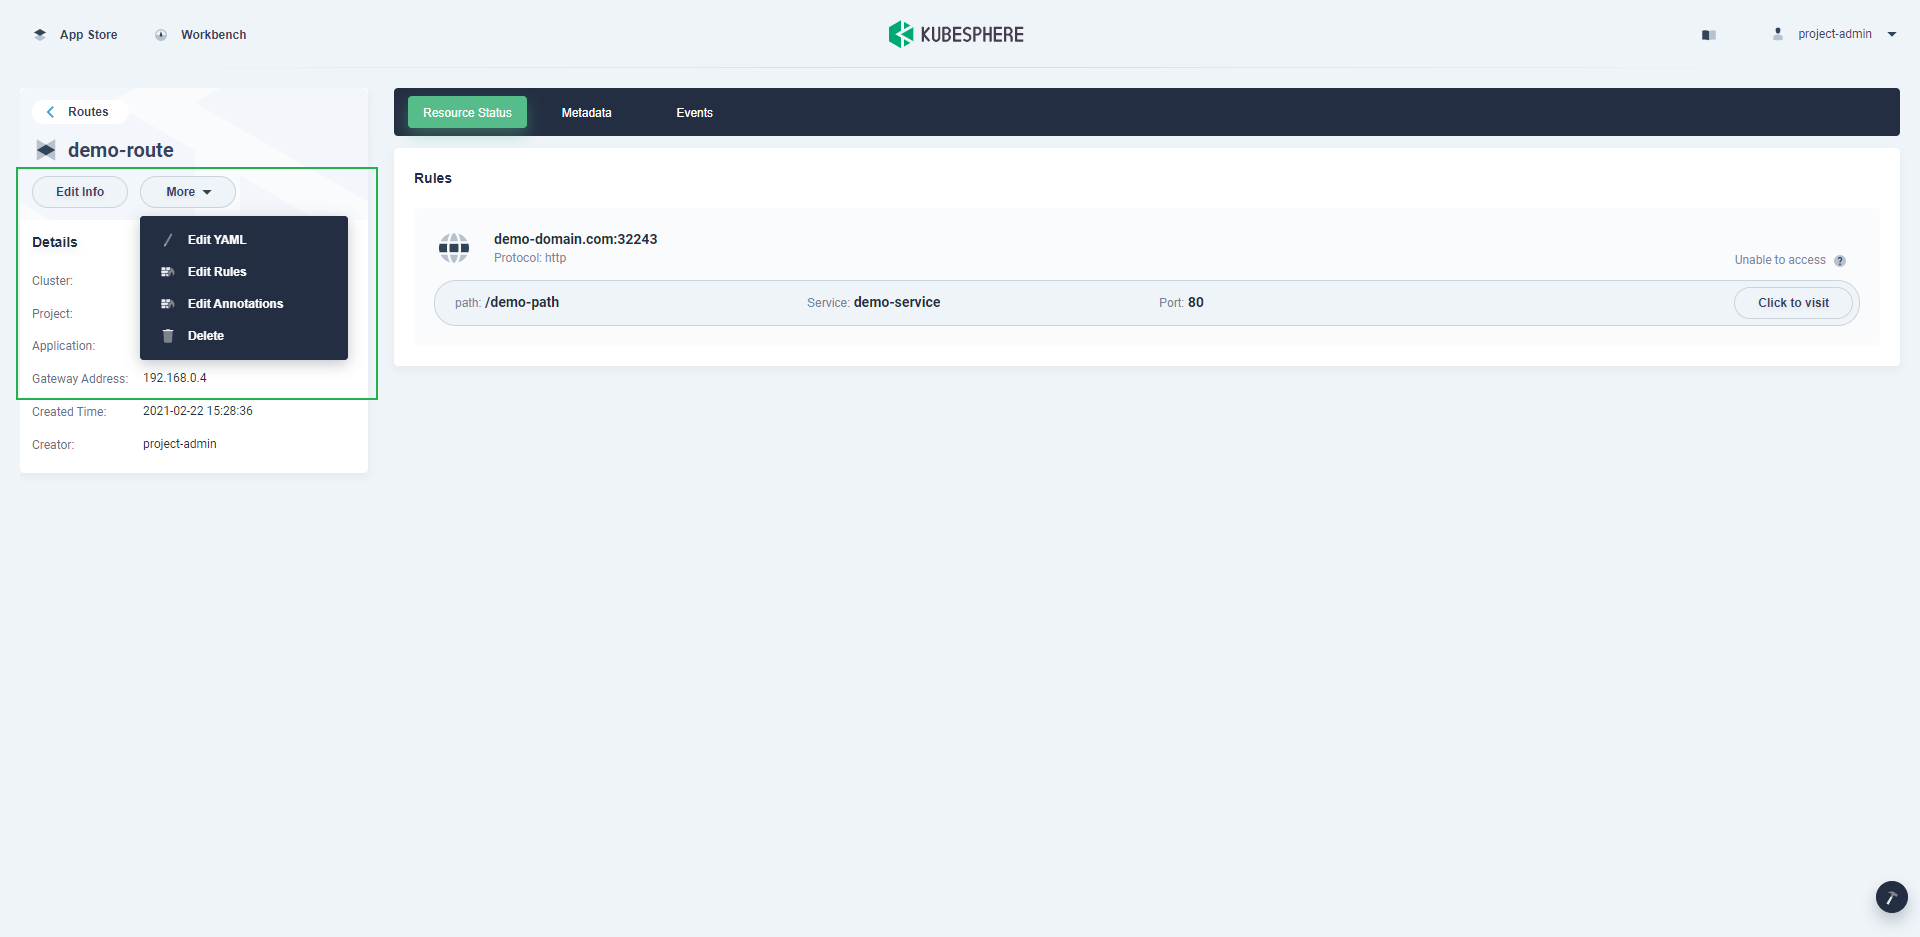 App Store
Workbench
KUBESPHERE
project-admin
Routes
demo-route
Edit Info
More
Edit YAML
Edit Rules
Edit Annotations
Delete
Details
Cluster:
Project:
Application:
Gateway Address: 192.168.0.4
Created Time: 2021-02-22 15:28:36
Creator: project-admin
Resource Status
Metadata
Events
Rules
demo-domain.com:32243
Protocol: http
Unable to access ?
path: /demo-path Service: demo-service Port: 80 Click to visit